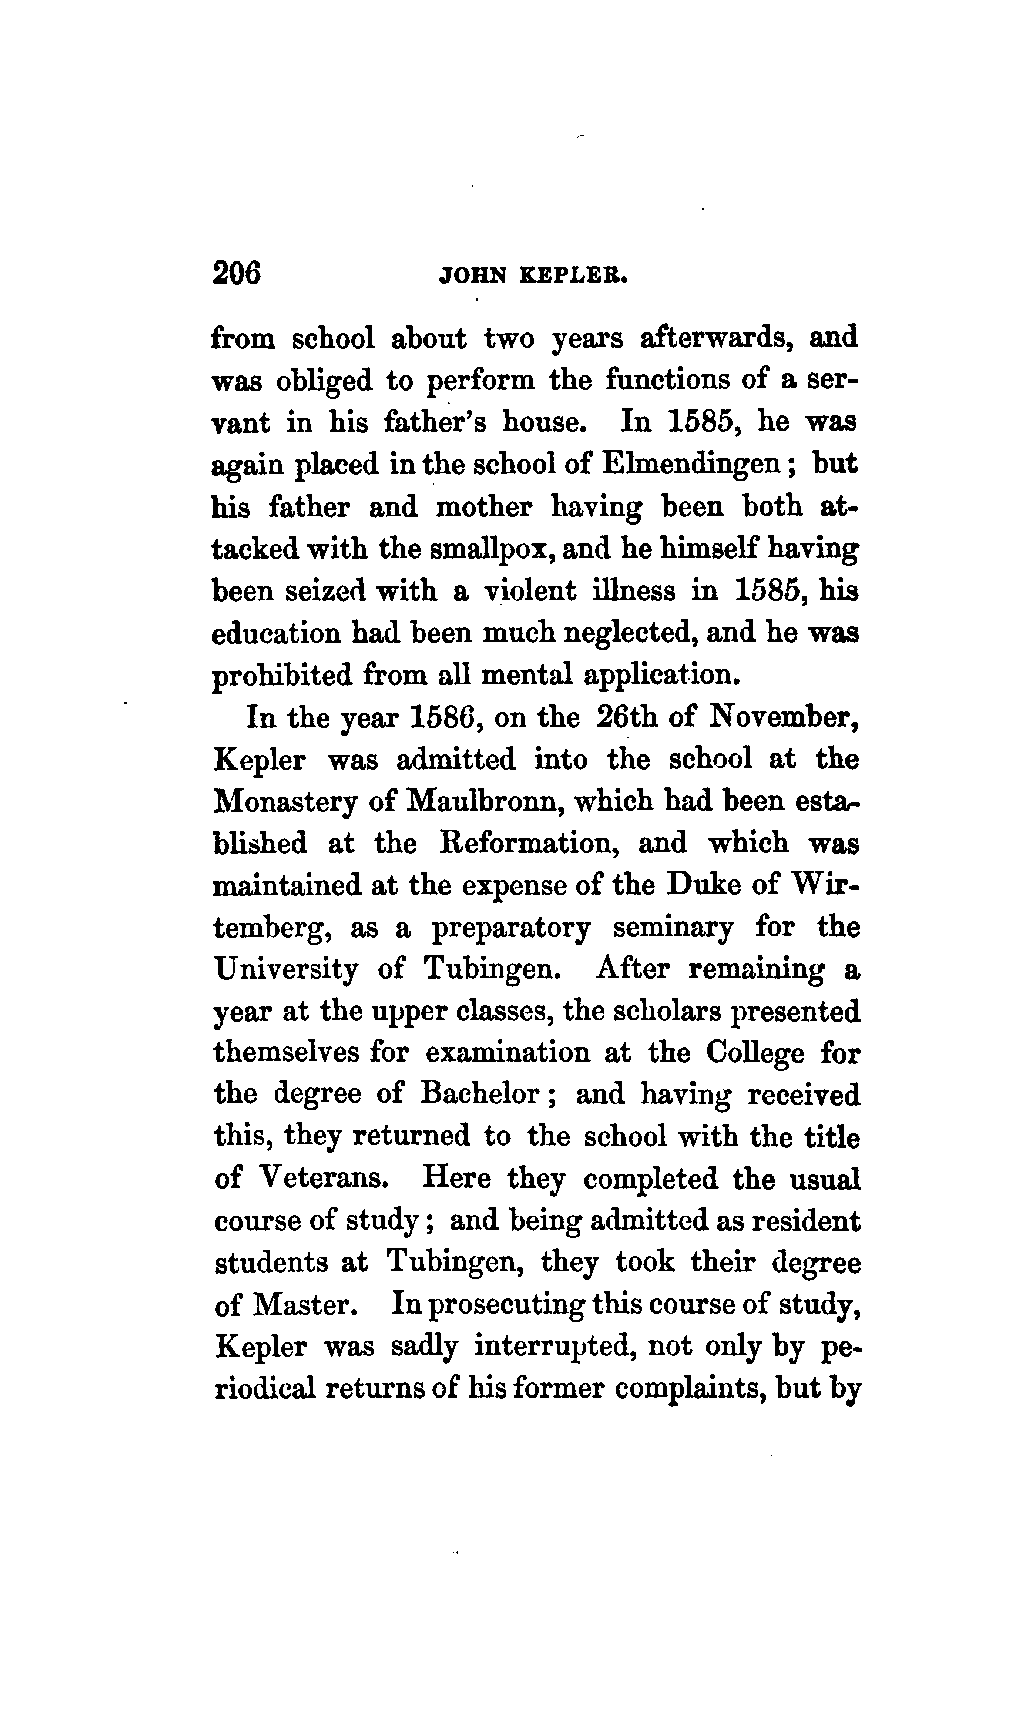 206 JOHN KEPLER.
from school about two years afterwards, and
was obliged to perform the functions of a ser-
vant in his father's house. In 1585, he was
again placed in the school of Elmendingen; but
his father and mother having been both at-
tacked with the smallpox, and he himself having
been seized with a violent illness in 1585, his
education had been much neglected, and he was
prohibited from all mental application.
In the year 1586, on the 26th of November,
Kepler was admitted into the school at the
Monastery of Maulbronn, which had been esta-
blished at the Reformation, and which was
maintained at the expense of the Duke of Wir-
temberg, as a preparatory seminary for the
University of Tubingen. After remaining a
year at the upper classes, the scholars presented
themselves for examination at the College for
the degree of Bachelor; and having received
this, they returned to the school with the title
of Veterans. Here they completed the usual
course of study; and being admitted as resident
students at Tubingen, they took their degree
of Master. In prosecuting this course of study,
Kepler was sadly interrupted, not only by pe-
riodical returns of his former complaints, but by